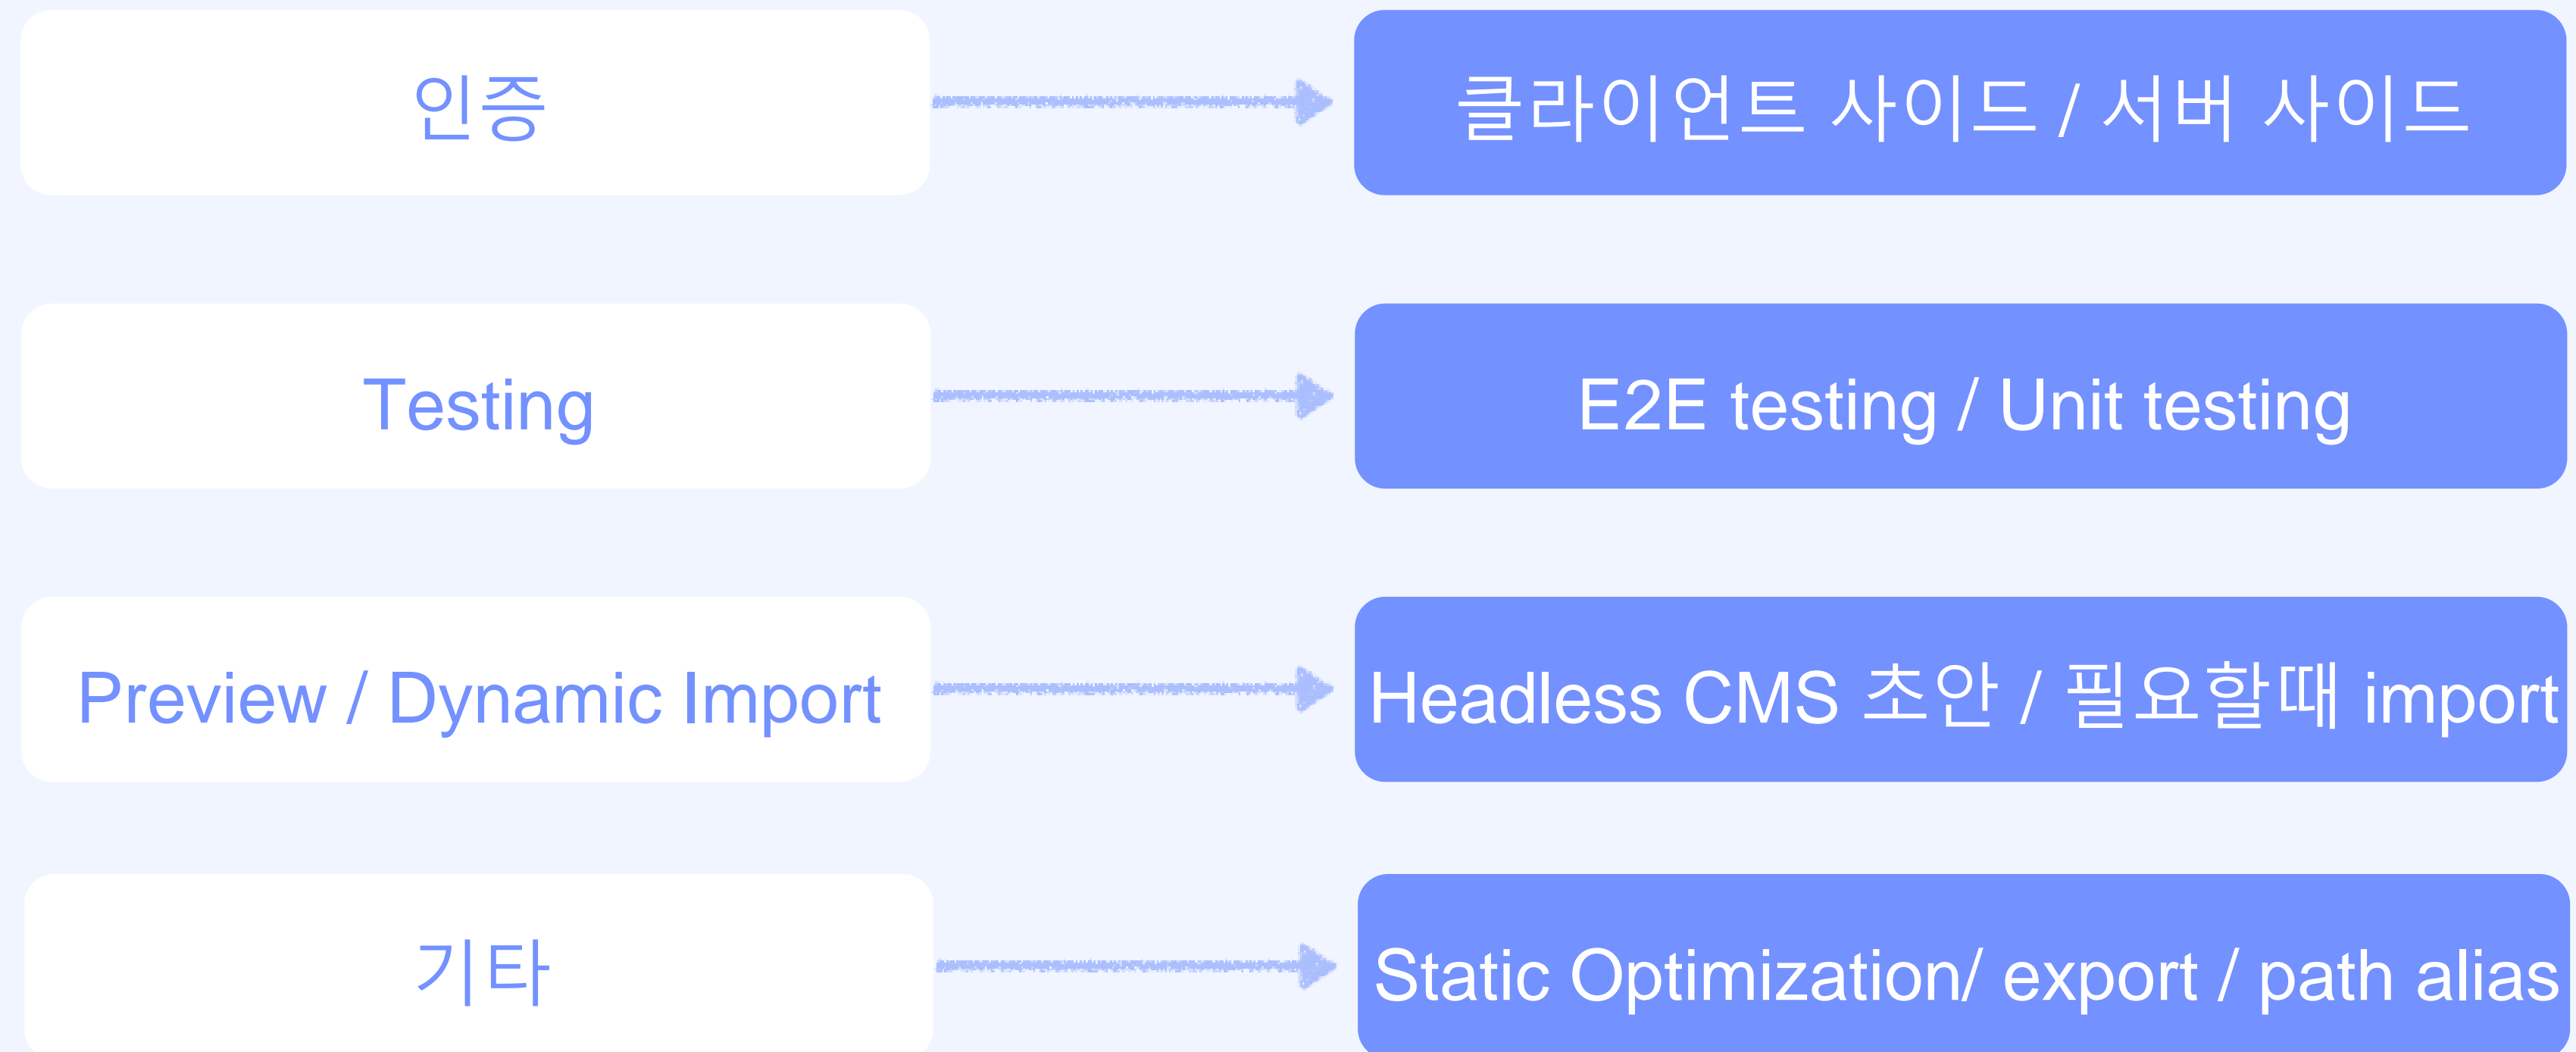 인증
클라이언트 사이드 / 서버 사이드
Testing
E2E testing / Unit testing
Preview / Dynamic Import
Headless CMS 초안 / 필요할때 import
기타
Static Optimization/ export / path alias